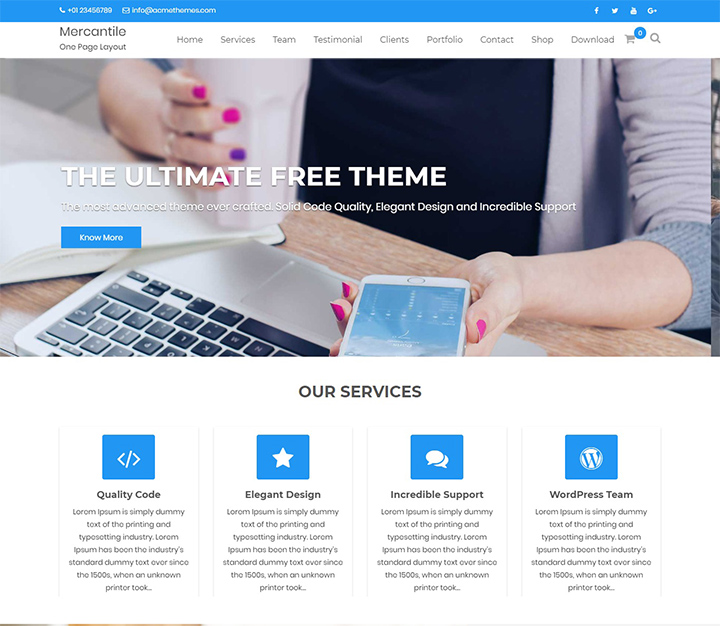 +01 23456789 info@acmethemes.com
Mercantile
One Page Layout
Home Services Team Testimonial Clients Portfolio Contact Shop Download 0
THE ULTIMATE FREE THEME
The most advanced theme ever crafted. Solid Code Quality, Elegant Design and Incredible Support
Know More
OUR SERVICES
Quality Code
Lorem Ipsum is simply dummy
text of the printing and
typesetting industry. Lorem
Ipsum has been the industry's
standard dummy text ever since
the 1500s, when an unknown
printer took...
Elegant Design
Lorem Ipsum is simply dummy
text of the printing and
typesetting industry. Lorem
Ipsum has been the industry's
standard dummy text ever since
the 1500s, when an unknown
printer took...
Incredible Support
Lorem Ipsum is simply dummy
text of the printing and
typesetting industry. Lorem
Ipsum has been the industry's
standard dummy text ever since
the 1500s, when an unknown
printer took...
WordPress Team
Lorem Ipsum is simply dummy
text of the printing and
typesetting industry. Lorem
Ipsum has been the industry's
standard dummy text ever since
the 1500s, when an unknown
printer took...